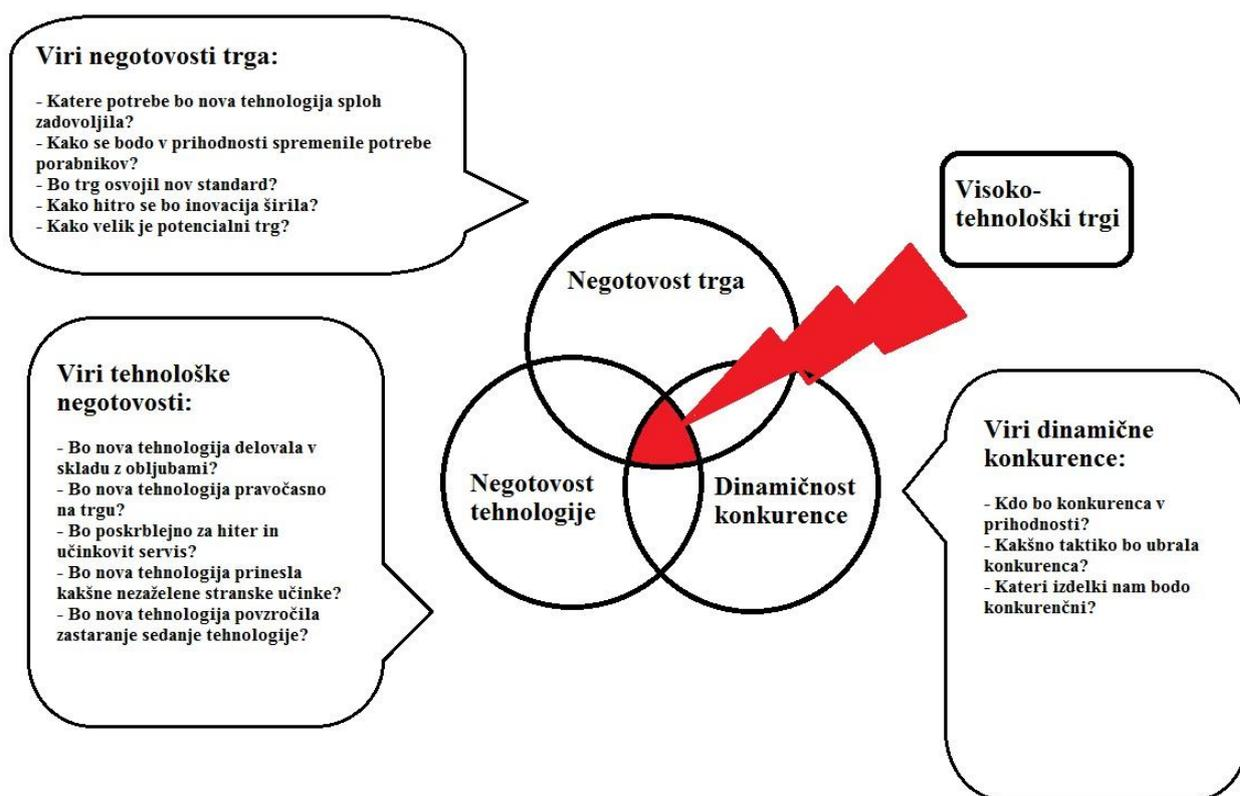 Viri negotovosti trga:
- Katere potrebe bo nova tehnologija sploh
zadovoljila?
- Kako se bodo v prihodnosti spremenile potrebe
porabnikov?
- Bo trg osvojil nov standard?
- Kako hitro se bo inovacija širila?
- Kako velik je potencialni trg?
Visoko-
tehnološki trgi
Negotovost trga
Viri tehnološke
negotovosti:
- Bo nova tehnologija delovala v
skladu z obljubami?
- Bo nova tehnologija pravočasno
na trgu?
- Bo poskrblejno za hiter in
učinkovit servis?
- Bo nova tehnologija prinesla
kakšne nezaželene stranske učinke?
- Bo nova tehnologija povzročila
zastaranje sedanje tehnologije?
Negotovost
tehnologije
Dinamičnost
konkurence
Viri dinamične
konkurence:
- Kdo bo konkurenca v
prihodnosti?
- Kakšno taktiko bo ubrala
konkurenca?
- Kateri izdelki nam bodo
konkurenčni?